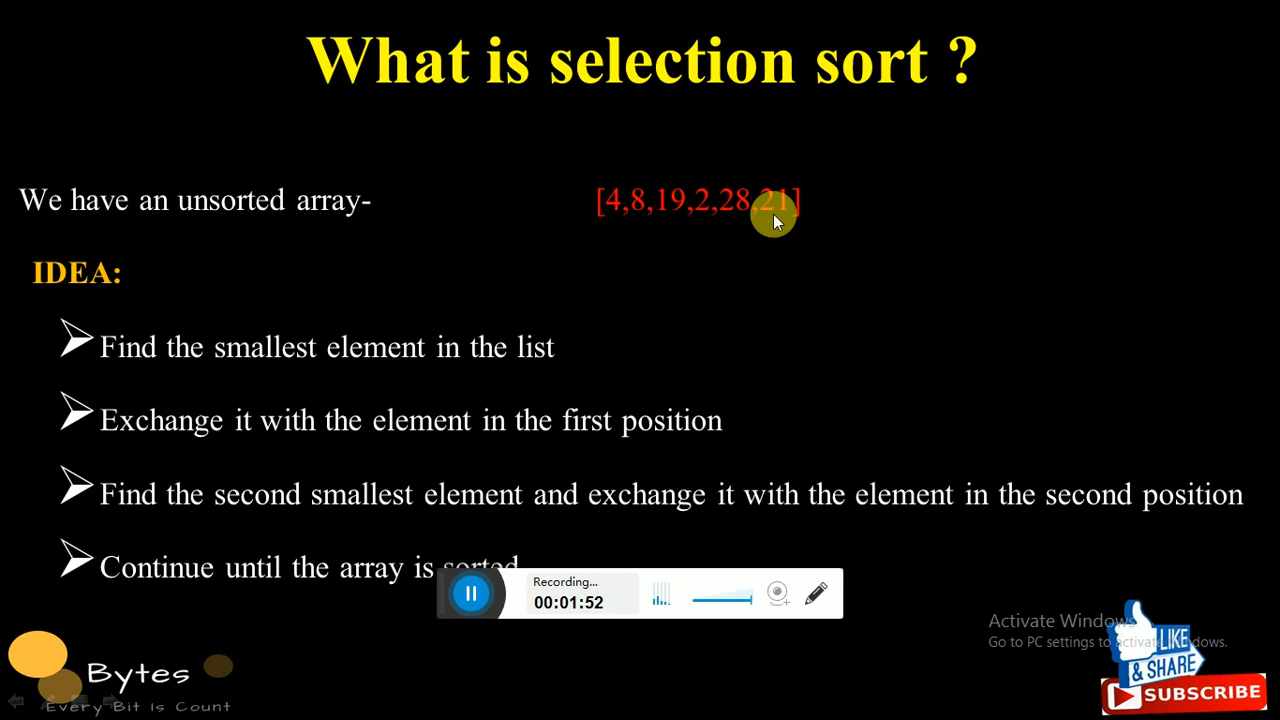 What is selection sort ?
We have an unsorted array- [4,8,19,2,28,21]
IDEA:
Find the smallest element in the list
Exchange it with the element in the first position
Find the second smallest element and exchange it with the element in the second position
Continue until the array is sorted
Recording...
00:01:52
Activate Windows
Go to PC settings to activate Windows.
LIKE
& SHARE
SUBSCRIBE
Bytes
Every Bit Is Count